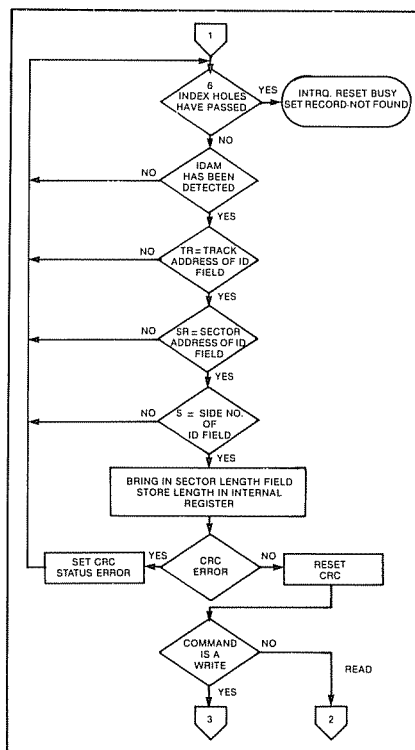 1
6
INDEX HOLES
HAVE PASSED
YES
INTRQ. RESET BUSY
SET RECORD-NOT FOUND
NO
IDAM
HAS BEEN
DETECTED
NO
YES
TR = TRACK
ADDRESS OF ID
FIELD
NO
YES
SR = SECTOR
ADDRESS OF ID
FIELD
NO
YES
S = SIDE NO.
OF
ID FIELD
NO
YES
BRING IN SECTOR LENGTH FIELD
STORE LENGTH IN INTERNAL
REGISTER
SET CRC
STATUS ERROR
YES
CRC
ERROR
NO
RESET
CRC
COMMAND
IS A
WRITE
NO
READ
YES
3
2